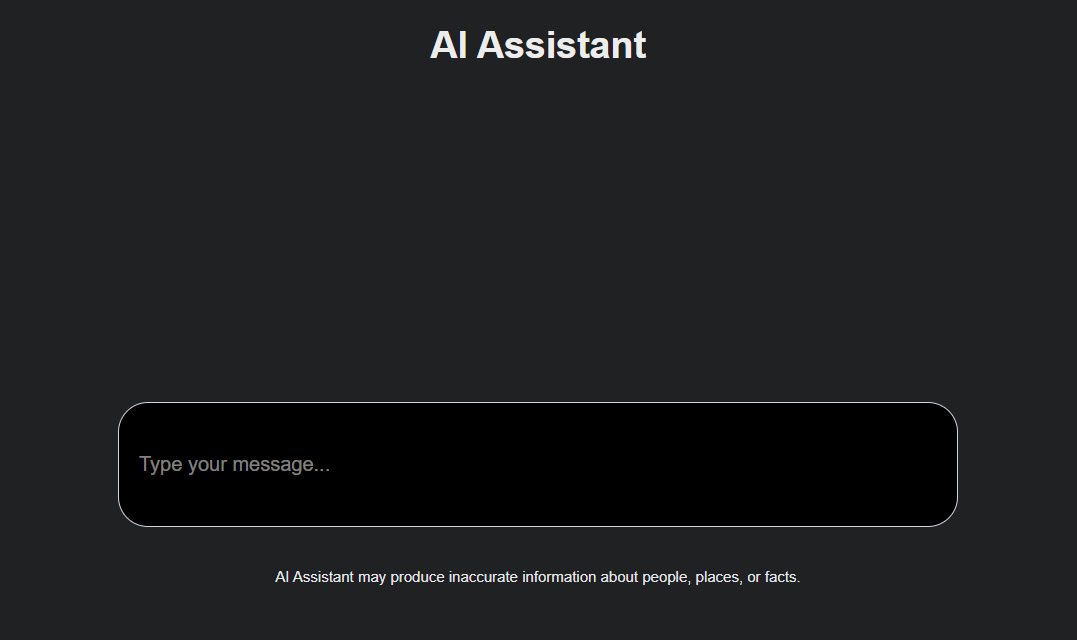 AI Assistant
Type your message...
AI Assistant may produce inaccurate information about people, places, or facts.